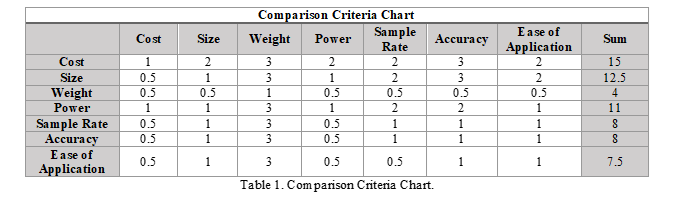 Comparison Criteria Chart
Cost Size Weight Power Sample Rate Accuracy Ease of Application Sum
Cost 1 2 3 2 2 3 2 15
Size 0.5 1 3 1 2 3 2 12.5
Weight 0.5 0.5 1 0.5 0.5 0.5 0.5 4
Power 1 1 3 1 2 2 1 11
Sample Rate 0.5 1 3 0.5 1 1 1 8
Accuracy 0.5 1 3 0.5 1 1 1 8
Ease of Application 0.5 1 3 0.5 0.5 1 1 7.5
Table 1. Comparison Criteria Chart.